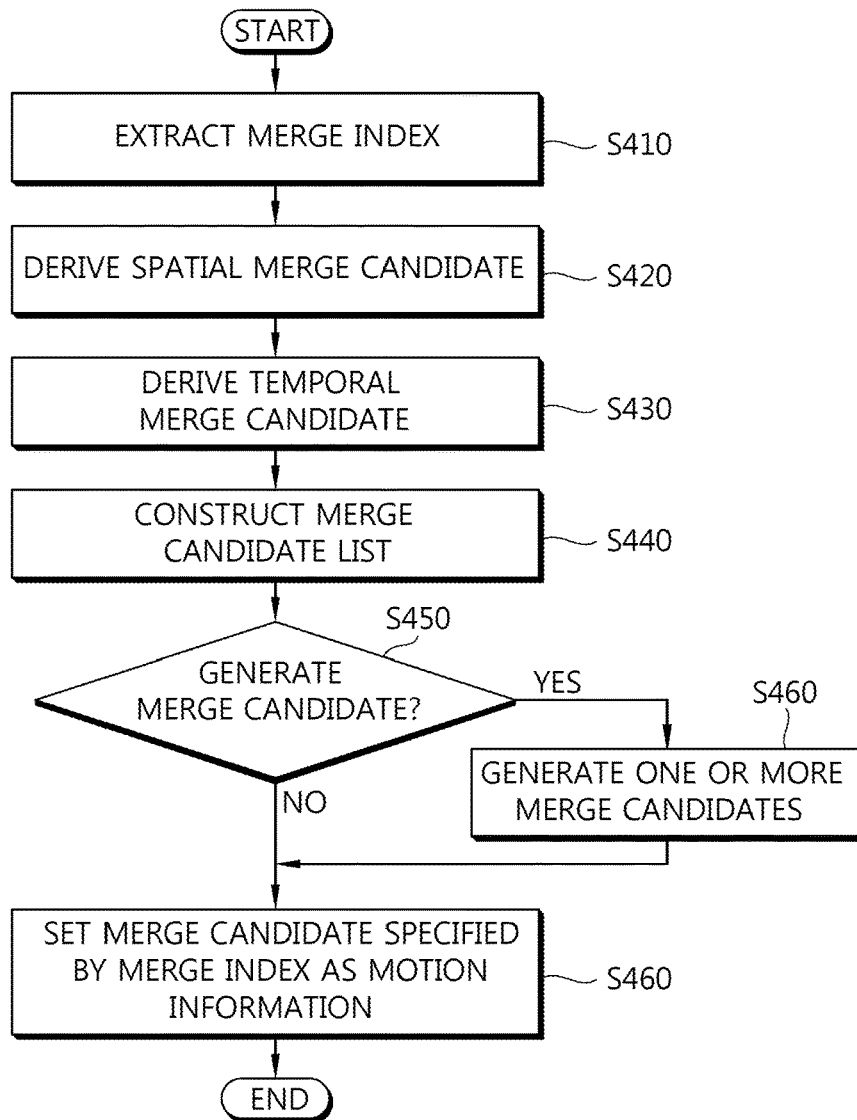 START
EXTRACT MERGE INDEX
S410
DERIVE SPATIAL MERGE CANDIDATE
S420
DERIVE TEMPORAL
MERGE CANDIDATE
S430
CONSTRUCT MERGE
CANDIDATE LIST
S440
S450
GENERATE
MERGE CANDIDATE?
YES
NO
S460
GENERATE ONE OR MORE
MERGE CANDIDATES
SET MERGE CANDIDATE SPECIFIED
BY MERGE INDEX AS MOTION
INFORMATION
S460
END